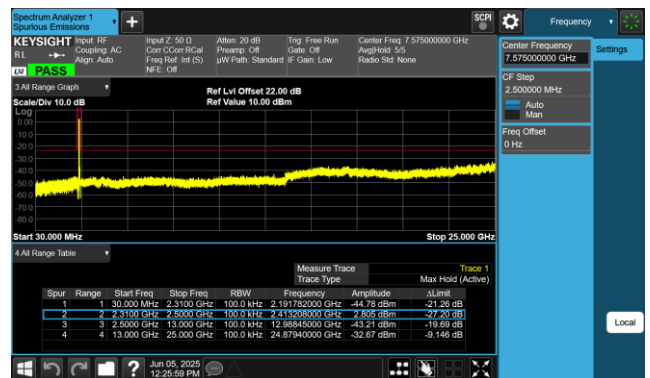 Spectrum Analyzer 1
Spurious Emissions
SCPI
Frequency
KEYSIGHT
RL
LXI
PASS
Input: RF
Coupling: AC
Align: Auto
Input Z: 50 Ω
Corr CCorr RCal
Freq Ref: Int (S)
NFE: Off
Atten: 20 dB
Preamp: Off
µW Path: Standard
Trig: Free Run
Gate: Off
IF Gain: Low
Center Freq: 7.575000000 GHz
Avg|Hold: 5/5
Radio Std: None
Center Frequency
7.575000000 GHz
Settings
CF Step
2.500000 MHz
Auto
Man
Freq Offset
0 Hz
Local
3 All Range Graph
Scale/Div 10.0 dB
Ref Lvl Offset 22.00 dB
Ref Value 10.00 dBm
Log
0.00
-10.0
-20.0
-30.0
-40.0
-50.0
-60.0
-70.0
-80.0
Start 30.000 MHz
Stop 25.000 GHz
4 All Range Table
Measure Trace Trace 1
Trace Type Max Hold (Active)
Spur Range Start Freq Stop Freq RBW Frequency Amplitude ΔLimit
1 1 30.000 MHz 2.3100 GHz 100.0 kHz 2.191782000 GHz -44.78 dBm -21.26 dB
2 2 2.3100 GHz 2.5000 GHz 100.0 kHz 2.413208000 GHz 2.805 dBm -27.20 dB
3 3 2.5000 GHz 13.000 GHz 100.0 kHz 12.98845000 GHz -43.21 dBm -19.69 dB
4 4 13.000 GHz 25.000 GHz 100.0 kHz 24.87940000 GHz -32.67 dBm -9.146 dB
Jun 05, 2025
12:25:59 PM